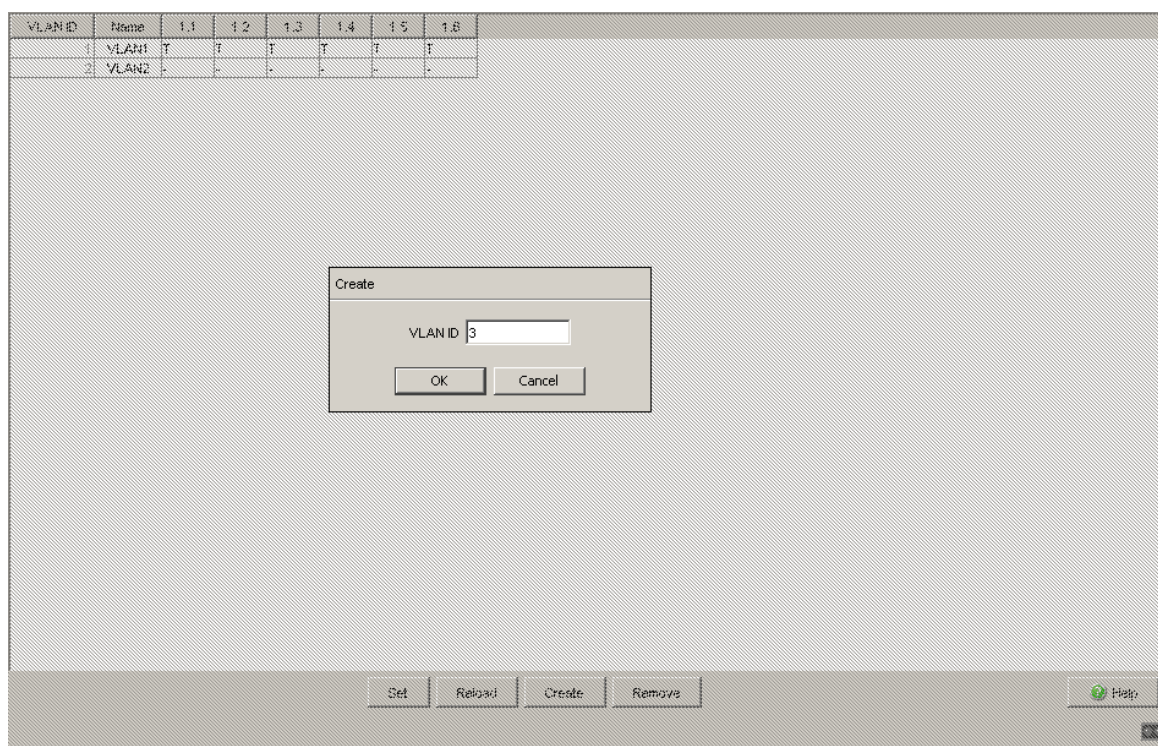 VLAN ID Name 1.1 1.2 1.3 1.4 1.5 1.6
1 VLAN1 T T T T T T
2 VLAN2 - - - - - -
Create
VLAN ID 3
OK Cancel
Set Reload Create Remove Help